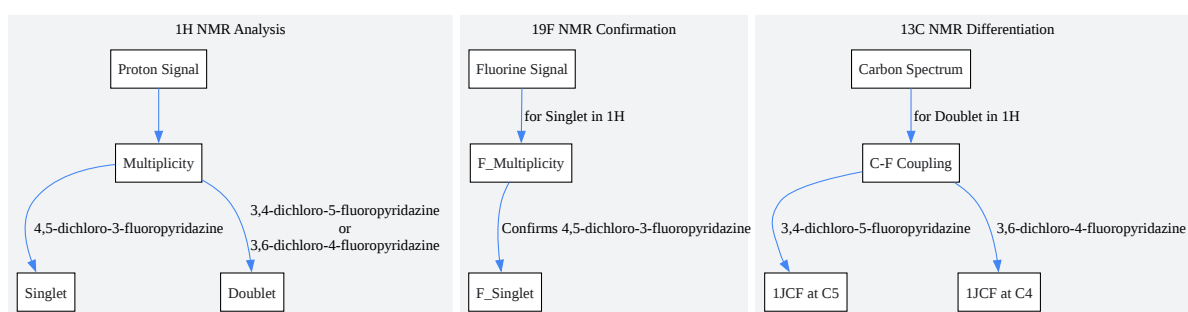 1H NMR Analysis
Proton Signal
Multiplicity
4,5-dichloro-3-fluoropyridazine
3,4-dichloro-5-fluoropyridazine
or
3,6-dichloro-4-fluoropyridazine
Singlet
Doublet
19F NMR Confirmation
Fluorine Signal
for Singlet in 1H
F_Multiplicity
Confirms 4,5-dichloro-3-fluoropyridazine
F_Singlet
13C NMR Differentiation
Carbon Spectrum
for Doublet in 1H
C-F Coupling
3,4-dichloro-5-fluoropyridazine
3,6-dichloro-4-fluoropyridazine
1JCF at C5
1JCF at C4